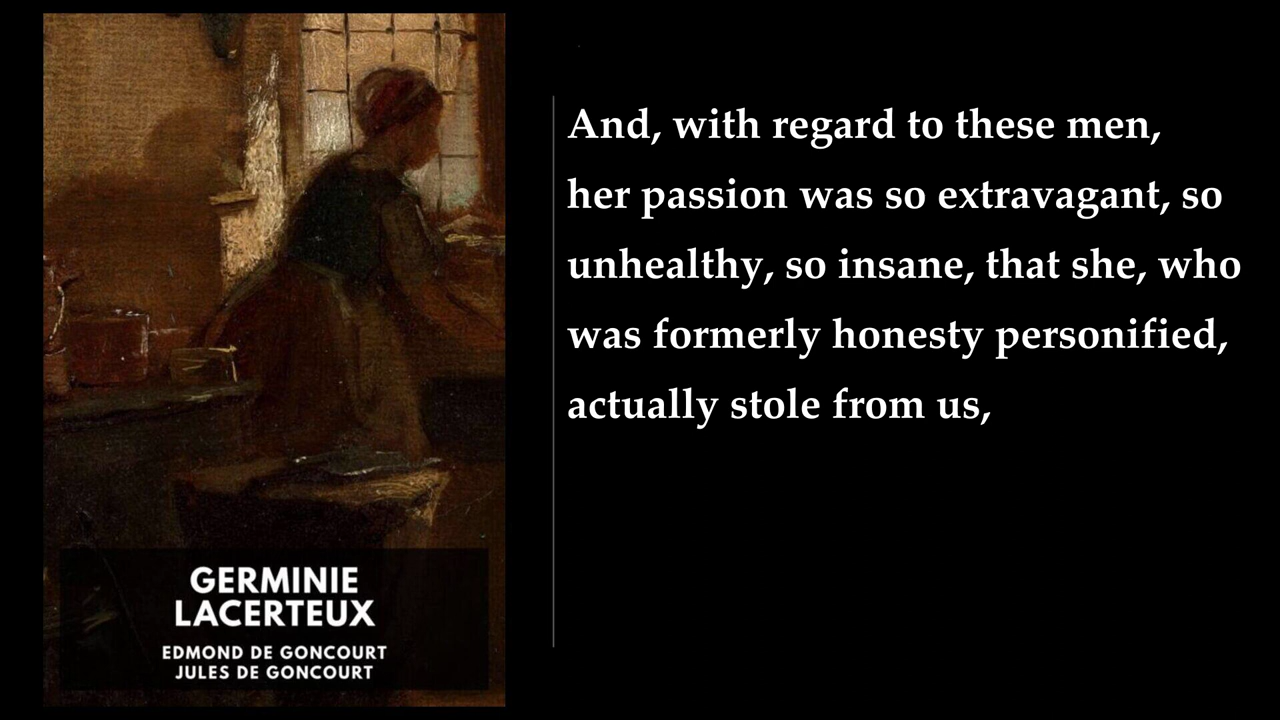 And, with regard to these men,
her passion was so extravagant, so
unhealthy, so insane, that she, who
was formerly honesty personified,
actually stole from us,
GERMINIE
LACERTEUX
EDMOND DE GONCOURT
JULES DE GONCOURT